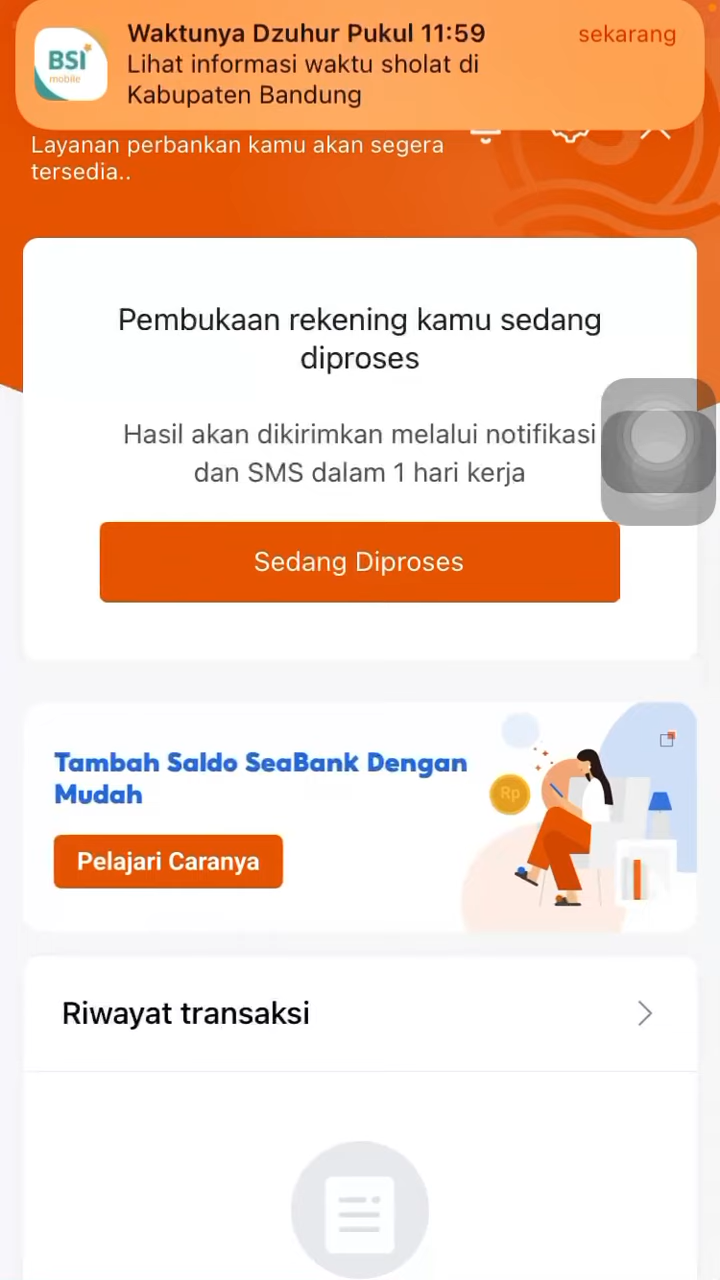 Waktunya Dzuhur Pukul 11:59
sekarang
BSI
mobile
Lihat informasi waktu sholat di
Kabupaten Bandung
Layanan perbankan kamu akan segera
tersedia..
Pembukaan rekening kamu sedang
diproses
Hasil akan dikirimkan melalui notifikasi
dan SMS dalam 1 hari kerja
Sedang Diproses
Tambah Saldo SeaBank Dengan
Mudah
Rp
Pelajari Caranya
Riwayat transaksi